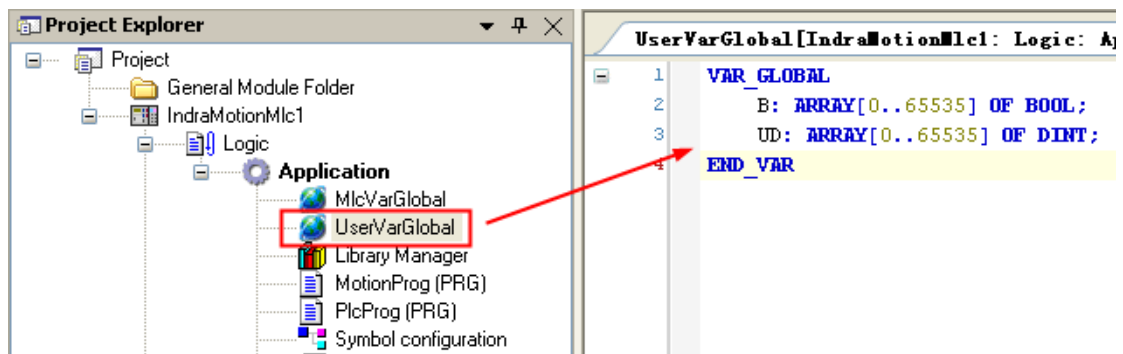 Project Explorer
Project
General Module Folder
IndraMotionMlc1
Logic
Application
MlcVarGlobal
UserVarGlobal
Library Manager
MotionProg (PRG)
PlcProg (PRG)
Symbol configuration
UserVarGlobal[IndraMotionMlc1: Logic: Ap
1 VAR_GLOBAL
2 B: ARRAY[0..65535] OF BOOL;
3 UD: ARRAY[0..65535] OF DINT;
4 END_VAR